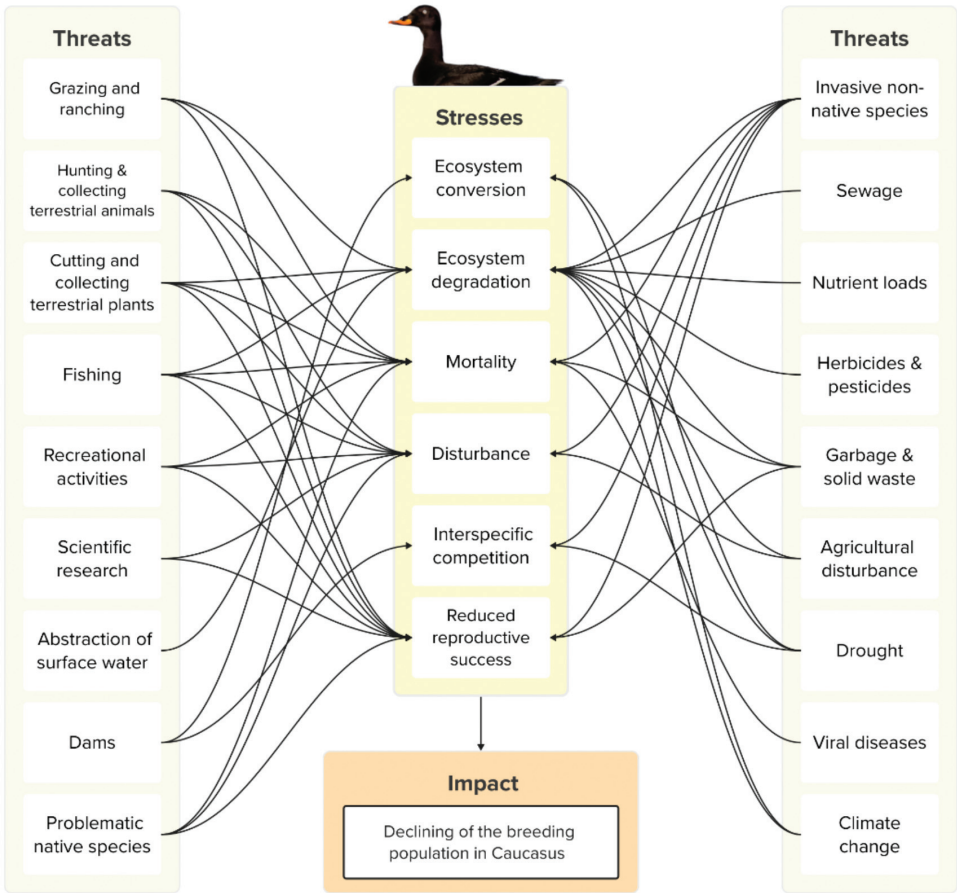 Threats
Grazing and
ranching
Hunting &
collecting
terrestrial animals
Cutting and
collecting
terrestrial plants
Fishing
Recreational
activities
Scientific
research
Abstraction of
surface water
Dams
Problematic
native species
Stresses
Ecosystem
conversion
Ecosystem
degradation
Mortality
Disturbance
Interspecific
competition
Reduced
reproductive
success
Impact
Declining of the breeding
population in Caucasus
Threats
Invasive non-
native species
Sewage
Nutrient loads
Herbicides &
pesticides
Garbage &
solid waste
Agricultural
disturbance
Drought
Viral diseases
Climate
change